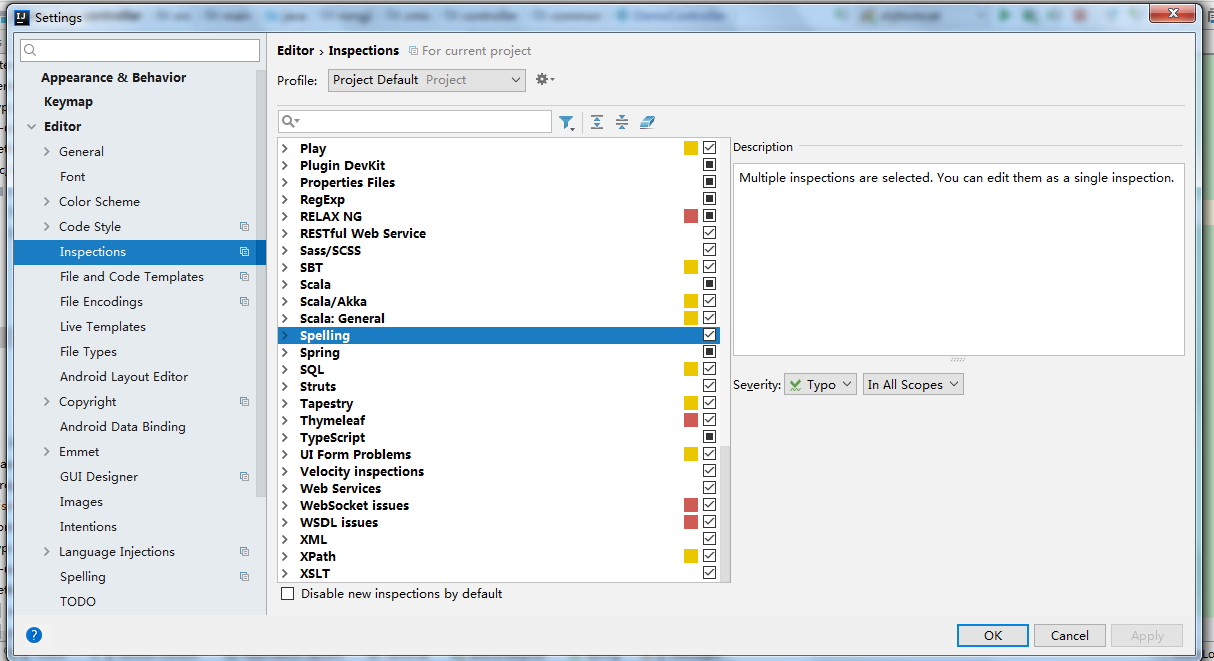 Settings
Appearance & Behavior
Keymap
Editor
General
Font
Color Scheme
Code Style
Inspections
File and Code Templates
File Encodings
Live Templates
File Types
Android Layout Editor
Copyright
Android Data Binding
Emmet
GUI Designer
Images
Intentions
Language Injections
Spelling
TODO
Editor › Inspections For current project
Profile: Project Default Project
Play
Plugin DevKit
Properties Files
RegExp
RELAX NG
RESTful Web Service
Sass/SCSS
SBT
Scala
Scala/Akka
Scala: General
Spelling
Spring
SQL
Struts
Tapestry
Thymeleaf
TypeScript
UI Form Problems
Velocity inspections
Web Services
WebSocket issues
WSDL issues
XML
XPath
XSLT
Disable new inspections by default
Description
Multiple inspections are selected. You can edit them as a single inspection.
Severity: Typo In All Scopes
?
OK Cancel Apply